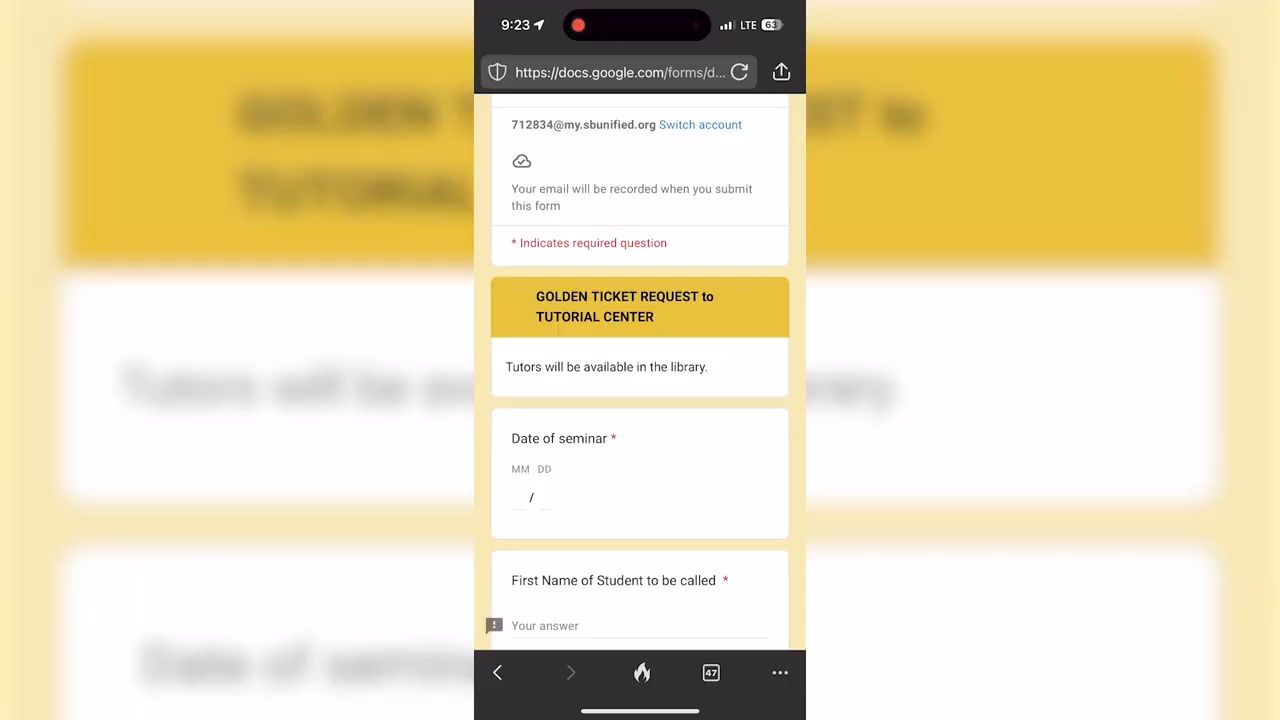 9:23
LTE 63
https://docs.google.com/forms/d...
712834@my.sbunified.org Switch account
Your email will be recorded when you submit
this form
* Indicates required question
GOLDEN TICKET REQUEST to
TUTORIAL CENTER
Tutors will be available in the library.
Date of seminar *
MM DD
/
First Name of Student to be called *
Your answer
47